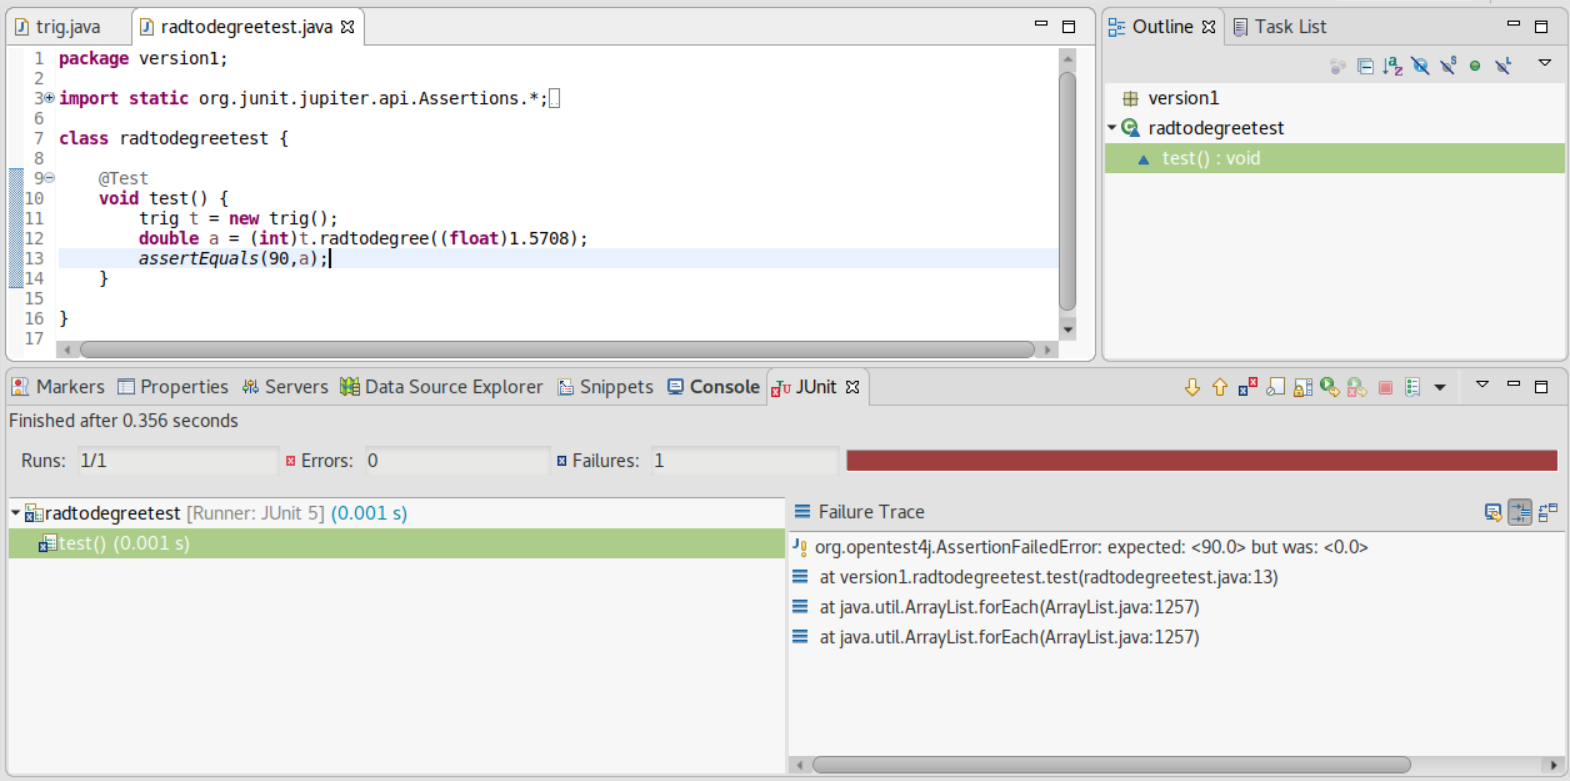 trig.java
radtodegreetest.java
1 package version1;
2
3 import static org.junit.jupiter.api.Assertions.*;
6
7 class radtodegreetest {
8
9 @Test
10 void test() {
11 trig t = new trig();
12 double a = (int)t.radtodegree((float)1.5708);
13 assertEquals(90,a);
14 }
15
16 }
17
Outline
Task List
version1
radtodegreetest
test() : void
Markers Properties Servers Data Source Explorer Snippets Console JUnit
Finished after 0.356 seconds
Runs: 1/1 Errors: 0 Failures: 1
radtodegreetest [Runner: JUnit 5] (0.001 s)
test() (0.001 s)
Failure Trace
org.opentest4j.AssertionFailedError: expected: <90.0> but was: <0.0>
at version1.radtodegreetest.test(radtodegreetest.java:13)
at java.util.ArrayList.forEach(ArrayList.java:1257)
at java.util.ArrayList.forEach(ArrayList.java:1257)